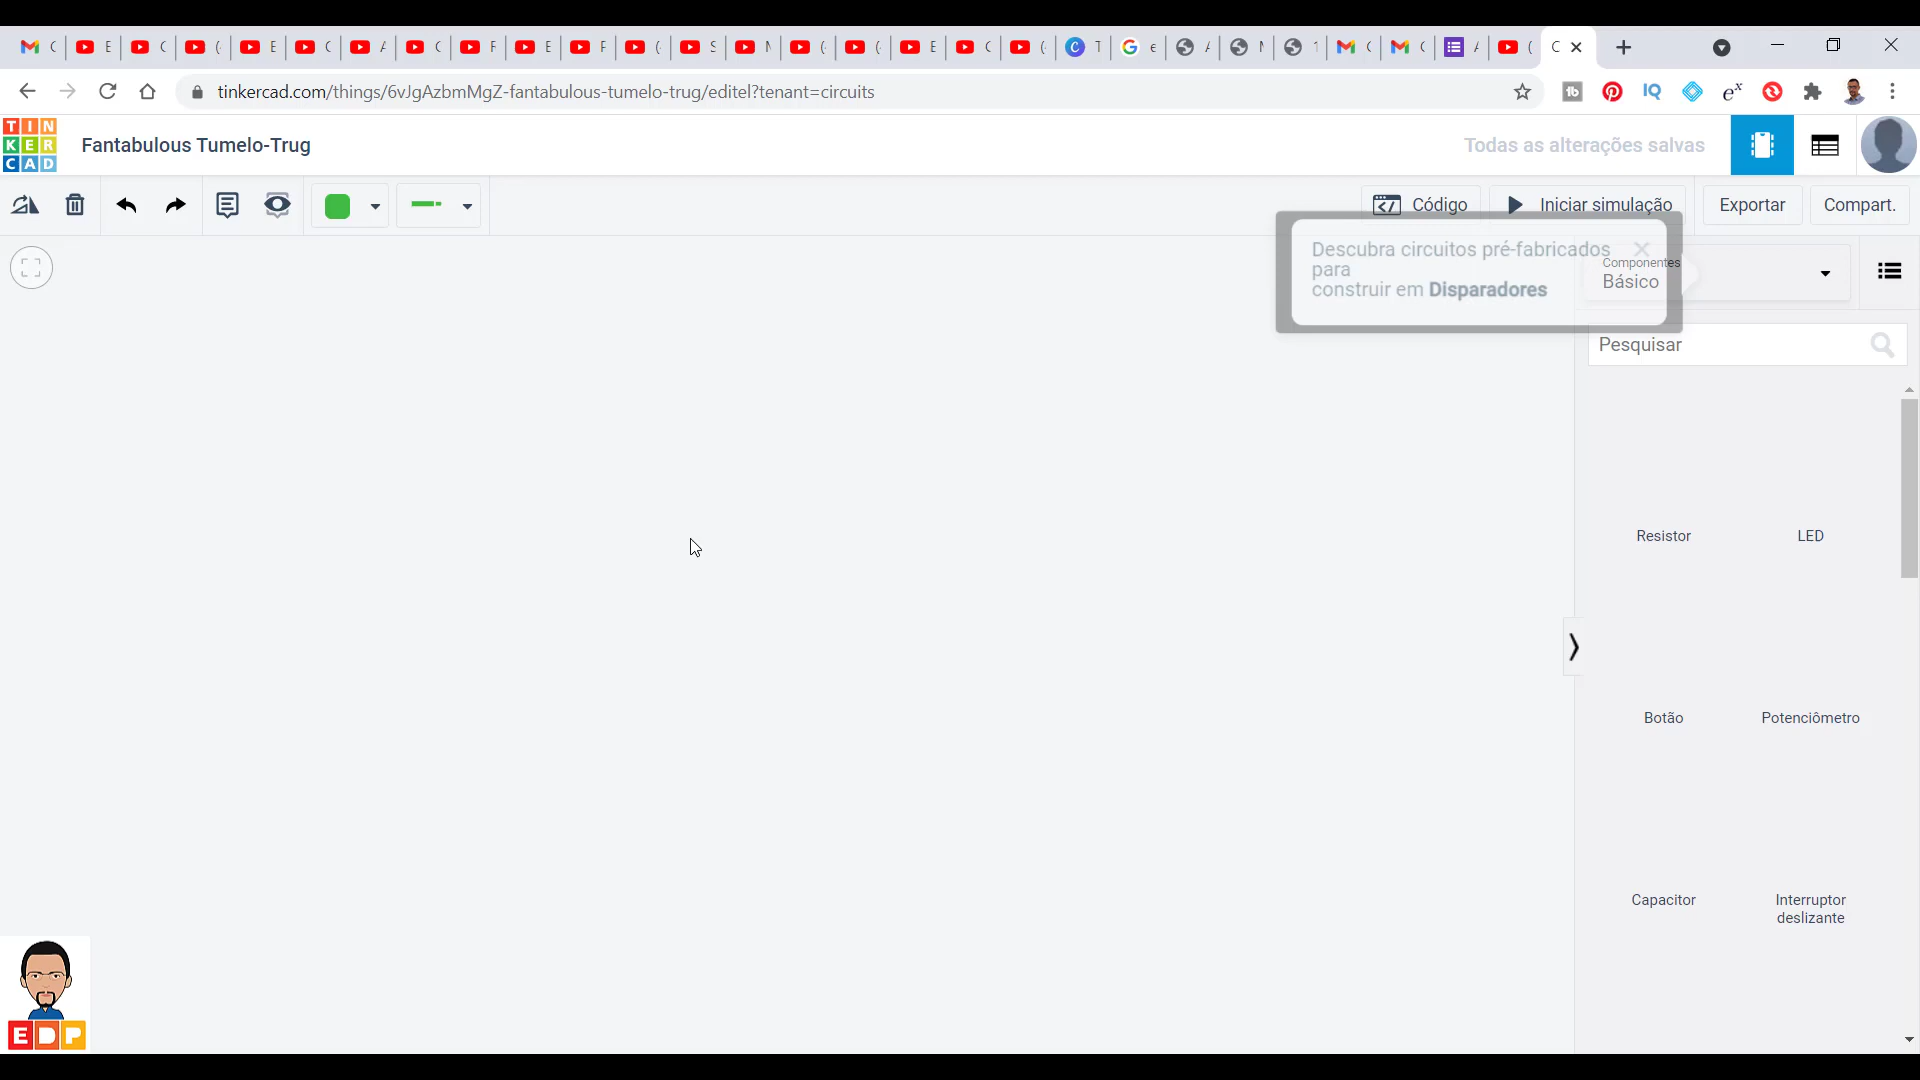 tinkercad.com/things/6vJgAzbmMgZ-fantabulous-tumelo-trug/editel?tenant=circuits
TIN
KER
CAD
Fantabulous Tumelo-Trug
Todas as alterações salvas
Código
Iniciar simulação
Exportar
Compart.
Descubra circuitos pré-fabricados
para
construir em Disparadores
Componentes
Básico
Pesquisar
Resistor
LED
Botão
Potenciômetro
Capacitor
Interruptor
deslizante
EDP